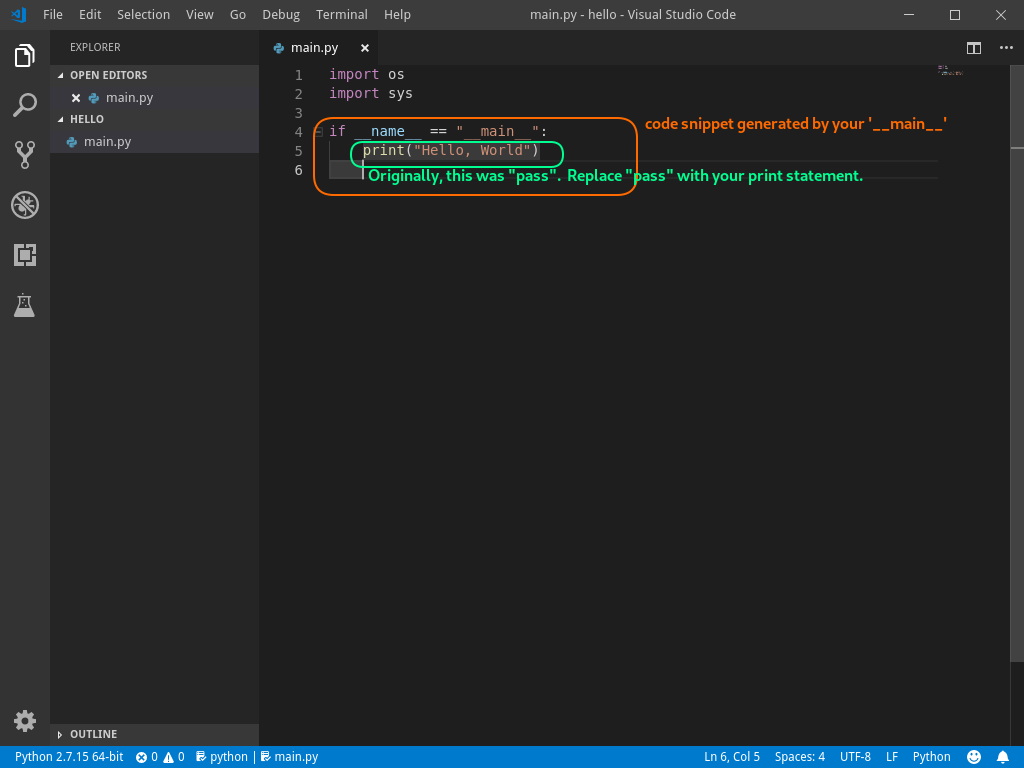 File Edit Selection View Go Debug Terminal Help main.py - hello - Visual Studio Code
EXPLORER
main.py
OPEN EDITORS
main.py
HELLO
main.py
1 import os
2 import sys
3
4 if __name__ == "__main__":
5 print("Hello, World")
6
code snippet generated by your '__main__'
Originally, this was "pass". Replace "pass" with your print statement.
OUTLINE
Python 2.7.15 64-bit 0 0 python | main.py Ln 6, Col 5 Spaces: 4 UTF-8 LF Python